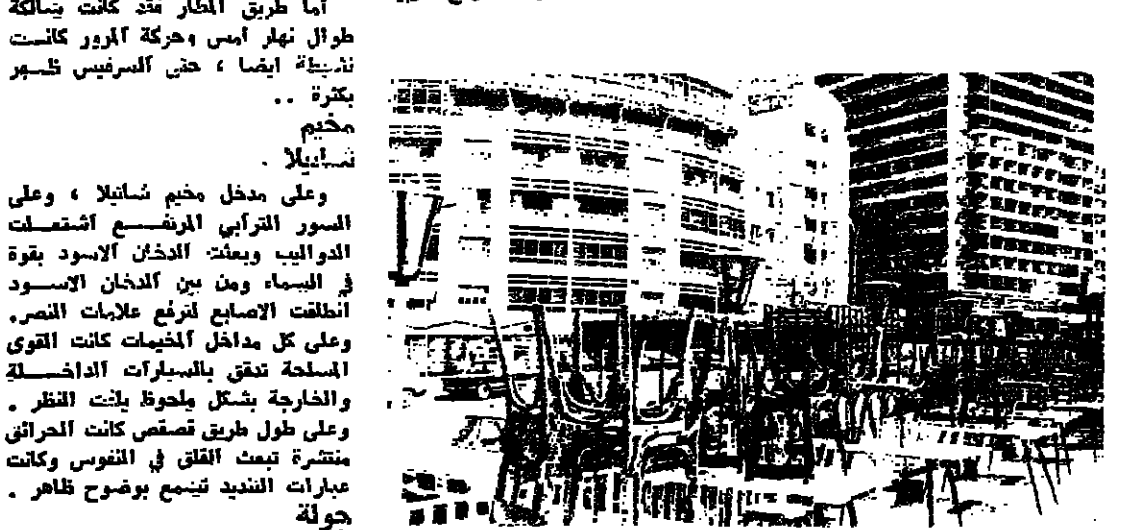 أما طريق المطار فقد كانت سالكة
طوال نهار أمس وحركة المرور كانت
نشيطة ايضا ، حتى السرفيس ظهر
بكثرة ..
مخيم
شاتيلا .
وعلى مدخل مخيم شاتيلا ، وعلى
السور الترابي المرتفع اشتعلت
الدواليب وبعثت الدخان الاسود بقوة
في السماء ومن بين الدخان الاسود
انطلقت الاصابع لترفع علامات النصر.
وعلى كل مداخل المخيمات كانت القوى
المسلحة تدقق بالسيارات الداخلة
والخارجة بشكل ملحوظ يلفت النظر .
وعلى طول طريق قصقص كانت الحرائق
منتشرة تبعث القلق في النفوس وكانت
عبارات التنديد تسمع بوضوح ظاهر .
جولة